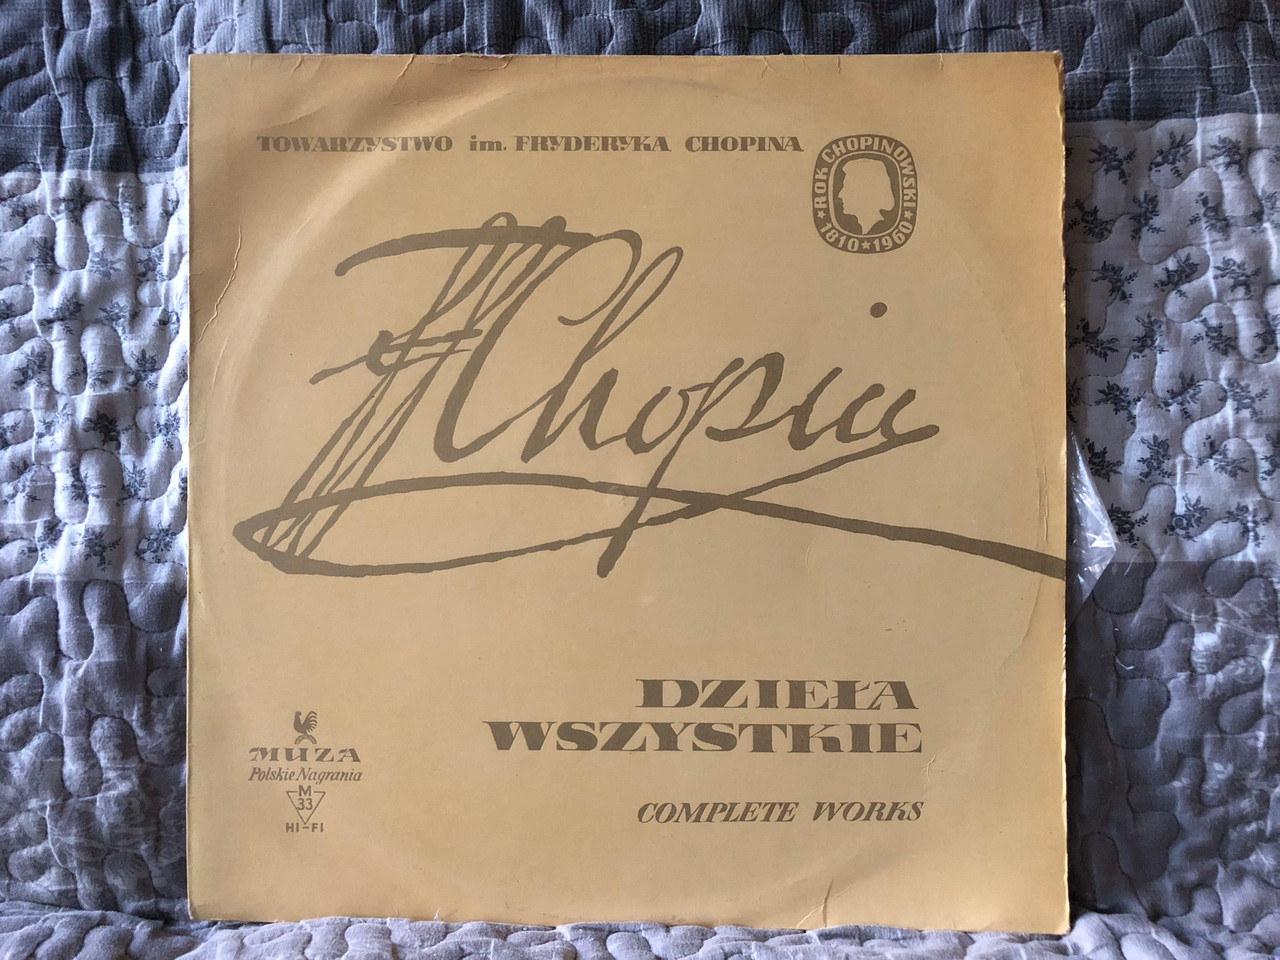 TOWARZYSTWO im. FRYDERYKA CHOPINA
ROK CHOPINOWSKI
1810 ★ 1960
FChopin
DZIEŁA
WSZYSTKIE
COMPLETE WORKS
MUZA
Polskie Nagrania
M
33
HI-FI